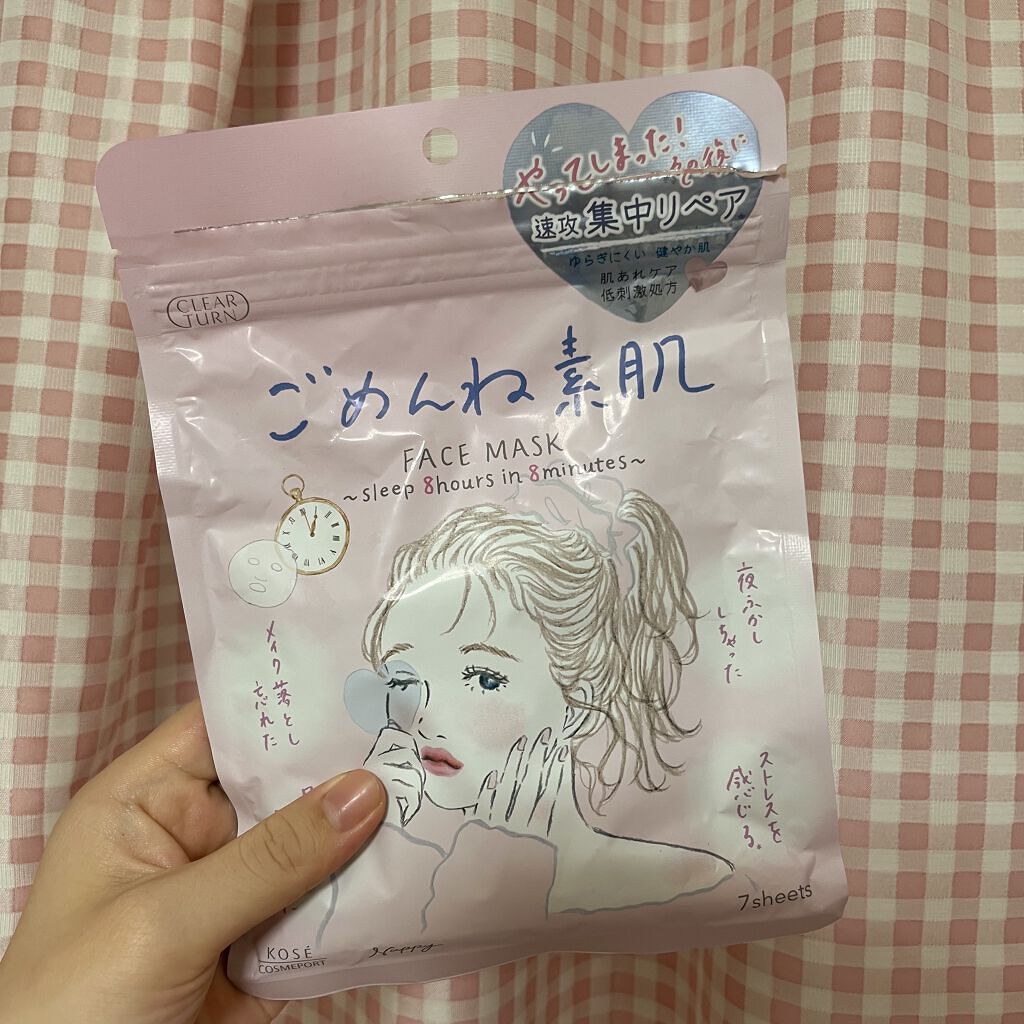 やってしまった!
の後に
速攻 集中リペア
ゆらぎにくい 健やか肌
肌あれケア
低刺激処方
CLEAR
TURN
ごめんね素肌
FACE MASK
~sleep 8hours in 8minutes~
夜ふかし
しちゃった
メイク落とし
忘れた
ストレスを
感じる。
7sheets
KOSÉ
COSMEPORT